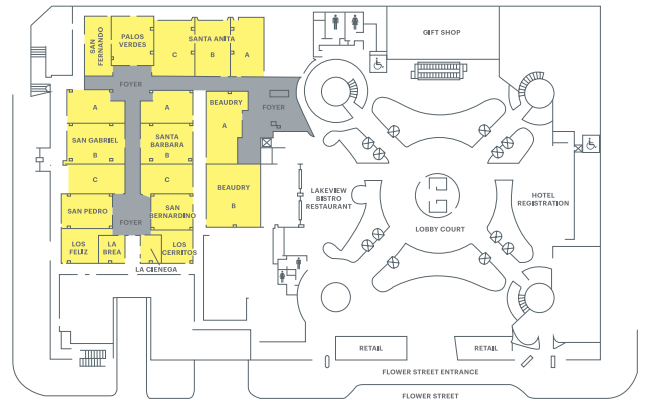 SAN
FERNANDO
PALOS
VERDES
SANTA ANITA
C
B
A
GIFT SHOP
FOYER
FOYER
A
A
BEAUDRY
A
SAN GABRIEL
B
SANTA
BARBARA
B
C
C
BEAUDRY
B
LAKEVIEW
BISTRO
RESTAURANT
HOTEL
REGISTRATION
SAN PEDRO
SAN
BERNARDINO
FOYER
LOBBY COURT
LOS
FELIZ
LA
BREA
LOS
CERRITOS
LA CIENEGA
RETAIL
RETAIL
FLOWER STREET ENTRANCE
FLOWER STREET